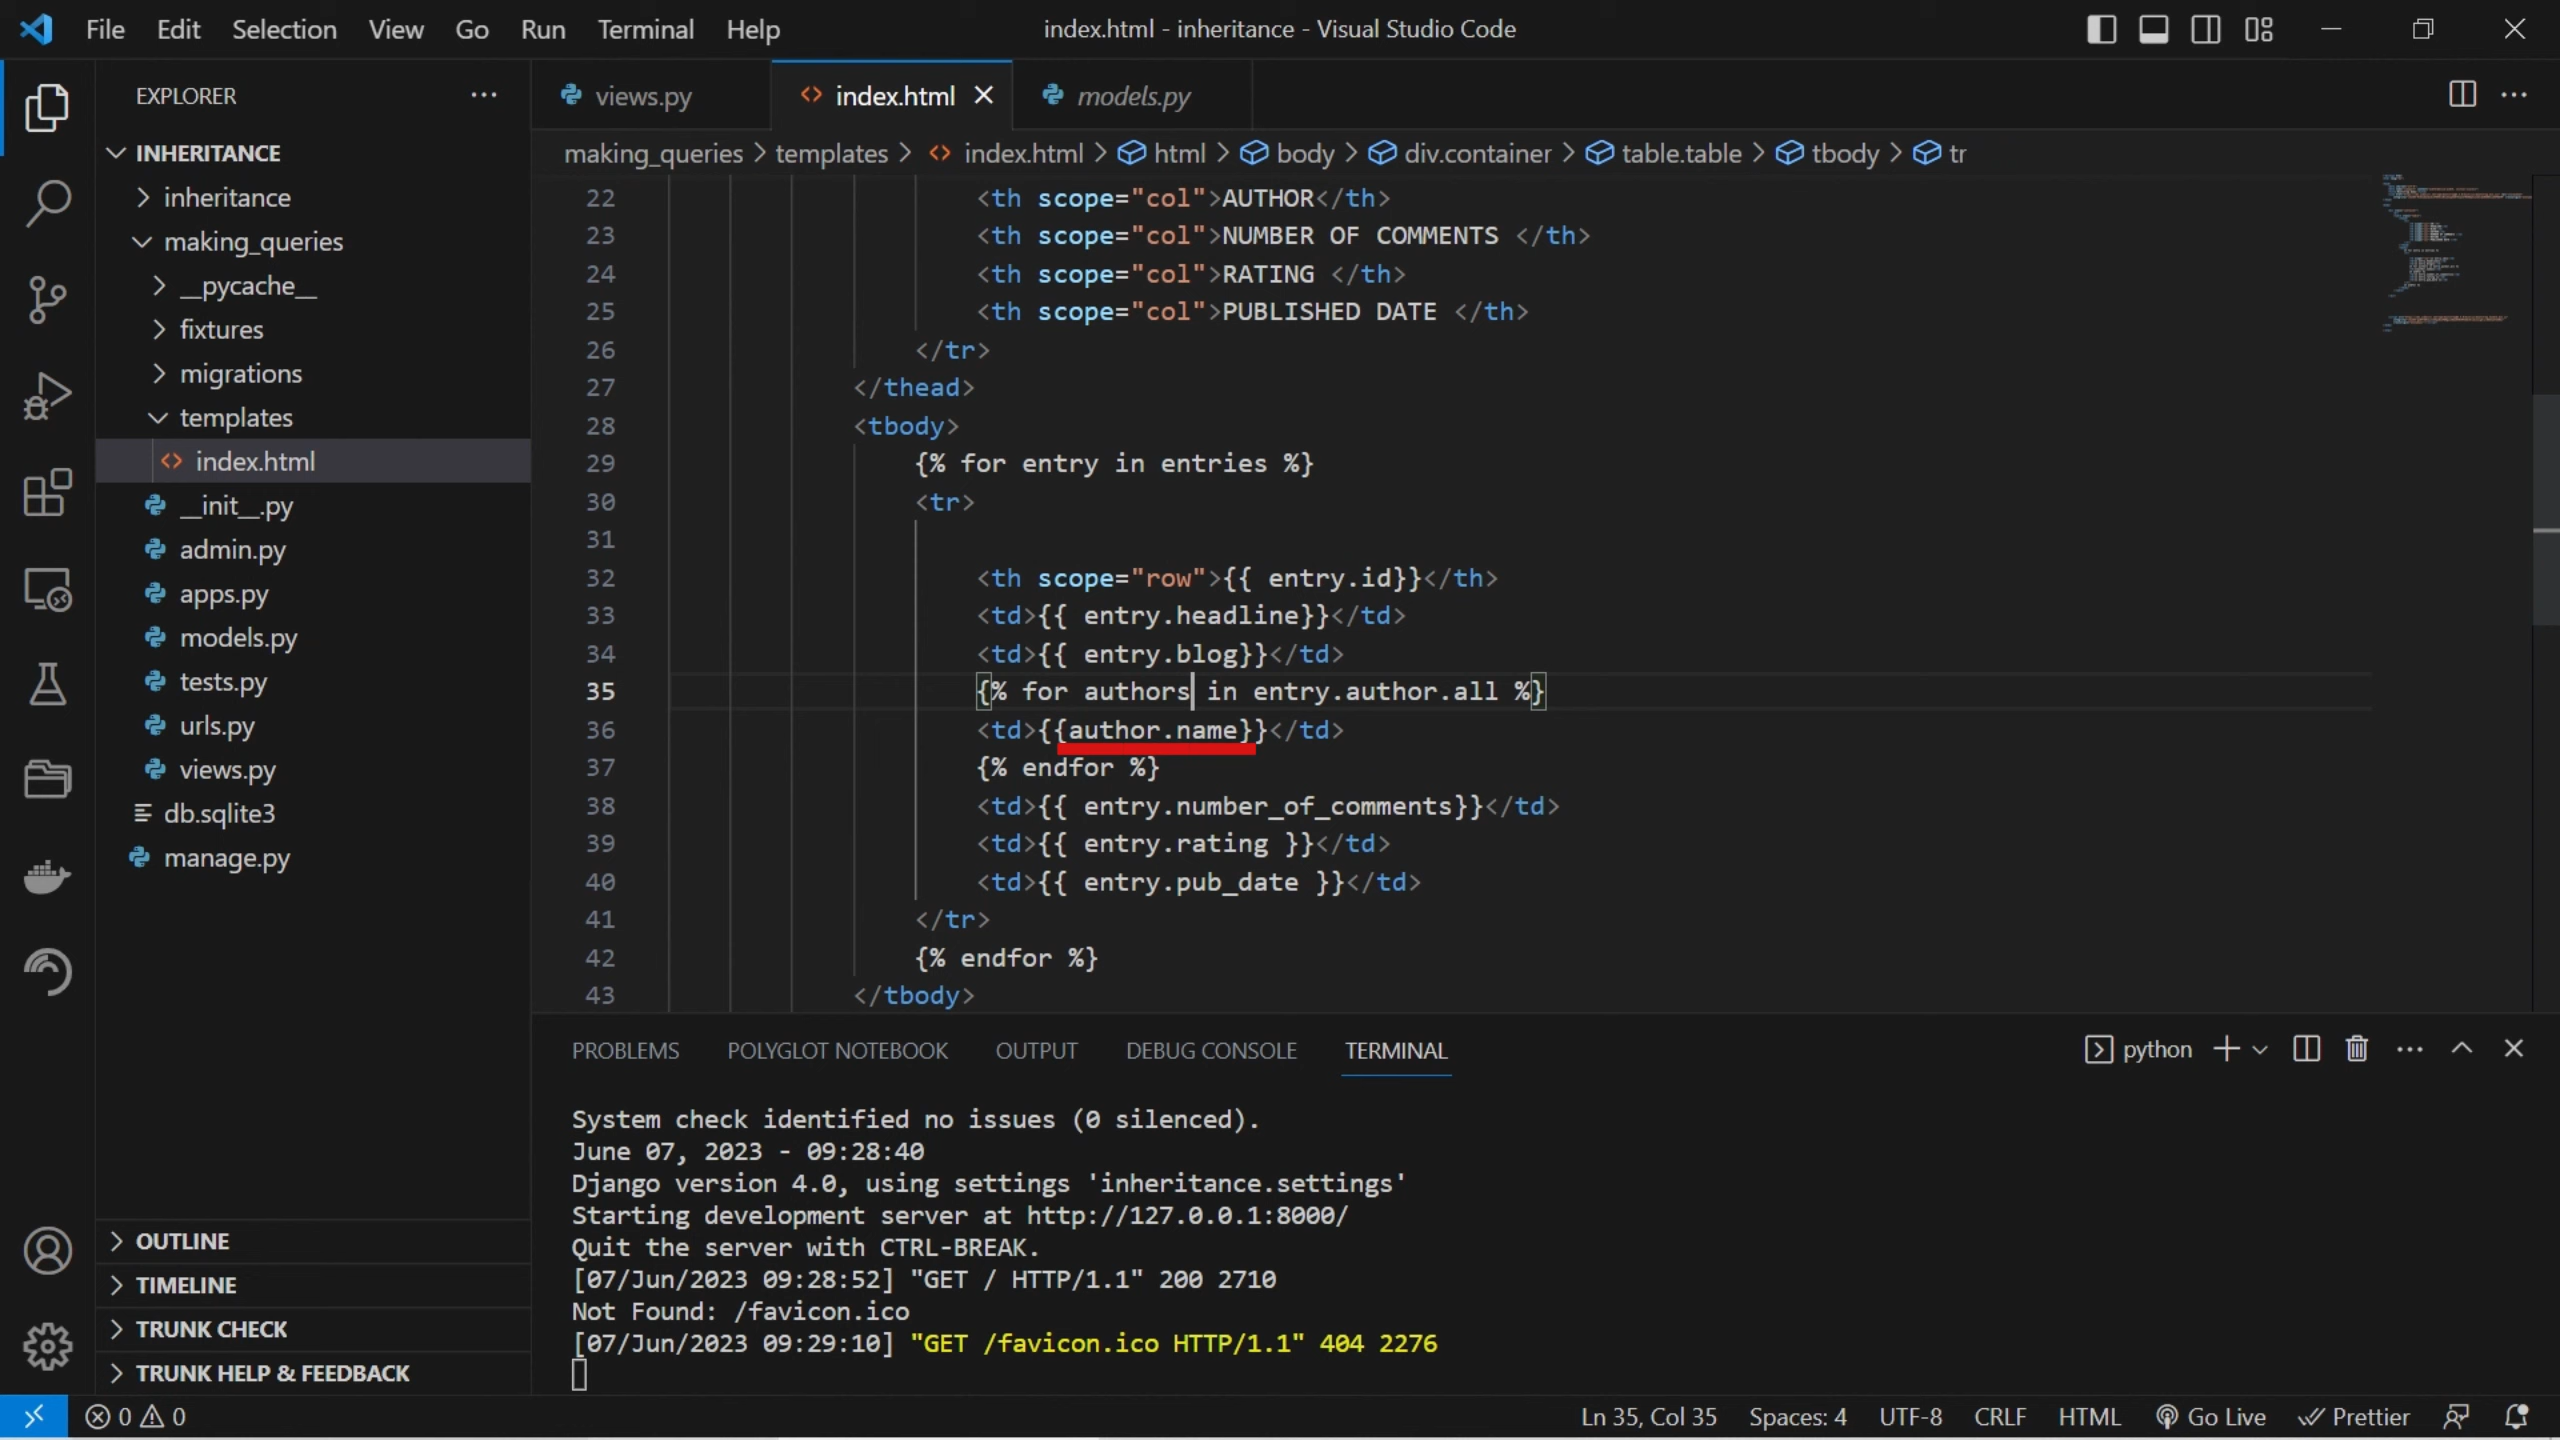 File Edit Selection View Go Run Terminal Help
index.html - inheritance - Visual Studio Code
EXPLORER
INHERITANCE
inheritance
making_queries
__pycache__
fixtures
migrations
templates
index.html
__init__.py
admin.py
apps.py
models.py
tests.py
urls.py
views.py
db.sqlite3
manage.py
OUTLINE
TIMELINE
TRUNK CHECK
TRUNK HELP & FEEDBACK
views.py index.html models.py
making_queries > templates > index.html > html > body > div.container > table.table > tbody > tr
22 <th scope="col">AUTHOR</th>
23 <th scope="col">NUMBER OF COMMENTS </th>
24 <th scope="col">RATING </th>
25 <th scope="col">PUBLISHED DATE </th>
26 </tr>
27 </thead>
28 <tbody>
29 {% for entry in entries %}
30 <tr>
31
32 <th scope="row">{{ entry.id}}</th>
33 <td>{{ entry.headline}}</td>
34 <td>{{ entry.blog}}</td>
35 {% for authors in entry.author.all %}
36 <td>{{author.name}}</td>
37 {% endfor %}
38 <td>{{ entry.number_of_comments}}</td>
39 <td>{{ entry.rating }}</td>
40 <td>{{ entry.pub_date }}</td>
41 </tr>
42 {% endfor %}
43 </tbody>
PROBLEMS POLYGLOT NOTEBOOK OUTPUT DEBUG CONSOLE TERMINAL
python
System check identified no issues (0 silenced).
June 07, 2023 - 09:28:40
Django version 4.0, using settings 'inheritance.settings'
Starting development server at http://127.0.0.1:8000/
Quit the server with CTRL-BREAK.
[07/Jun/2023 09:28:52] "GET / HTTP/1.1" 200 2710
Not Found: /favicon.ico
[07/Jun/2023 09:29:10] "GET /favicon.ico HTTP/1.1" 404 2276
0 0
Ln 35, Col 35 Spaces: 4 UTF-8 CRLF HTML Go Live Prettier